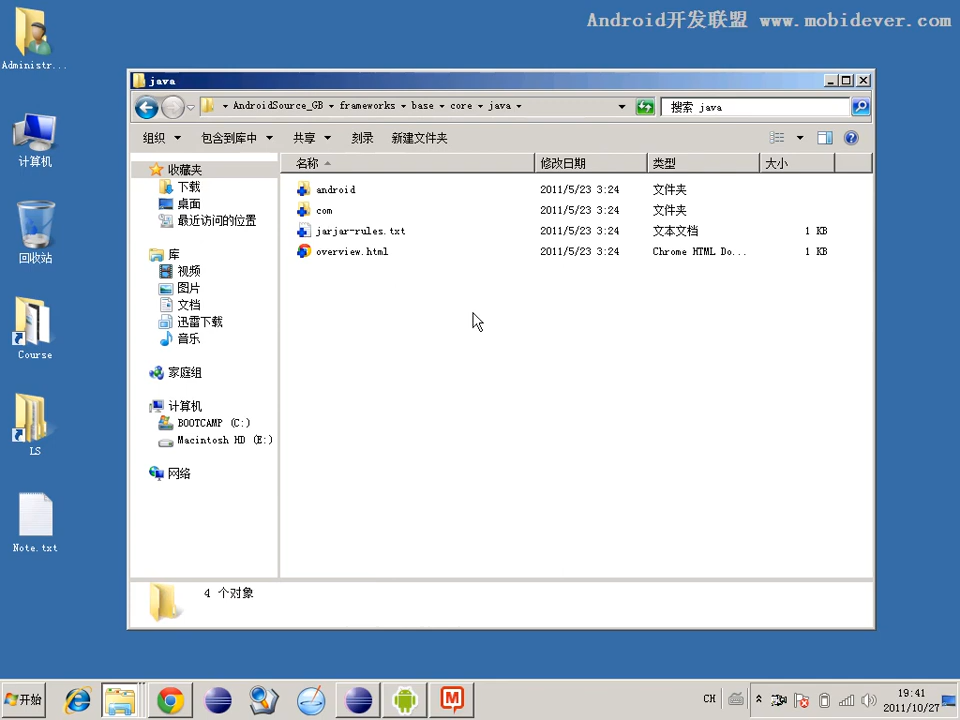 Android开发联盟 www.mobidever.com
Administr...
计算机
回收站
Course
LS
Note.txt
java
AndroidSource_GB frameworks base core java
搜索 java
组织 包含到库中 共享 刻录 新建文件夹
收藏夹
下载
桌面
最近访问的位置
库
视频
图片
文档
迅雷下载
音乐
家庭组
计算机
BOOTCAMP (C:)
Macintosh HD (E:)
网络
名称 修改日期 类型 大小
android 2011/5/23 3:24 文件夹
com 2011/5/23 3:24 文件夹
jarjar-rules.txt 2011/5/23 3:24 文本文档 1 KB
overview.html 2011/5/23 3:24 Chrome HTML Do... 1 KB
4 个对象
开始
CH
19:41
2011/10/27